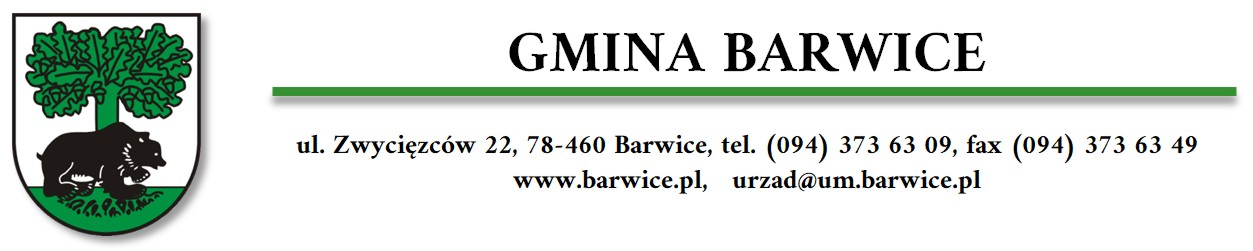 GMINA BARWICE
ul. Zwycięzców 22, 78-460 Barwice, tel. (094) 373 63 09, fax (094) 373 63 49
www.barwice.pl, urzad@um.barwice.pl